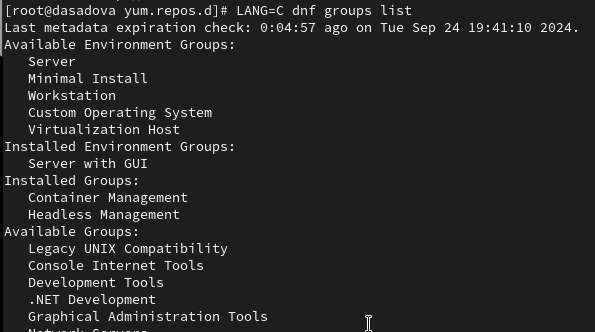 [root@dasadova yum.repos.d]# LANG=C dnf groups list
Last metadata expiration check: 0:04:57 ago on Tue Sep 24 19:41:10 2024.
Available Environment Groups:
   Server
   Minimal Install
   Workstation
   Custom Operating System
   Virtualization Host
Installed Environment Groups:
   Server with GUI
Installed Groups:
   Container Management
   Headless Management
Available Groups:
   Legacy UNIX Compatibility
   Console Internet Tools
   Development Tools
   .NET Development
   Graphical Administration Tools
   Network Servers